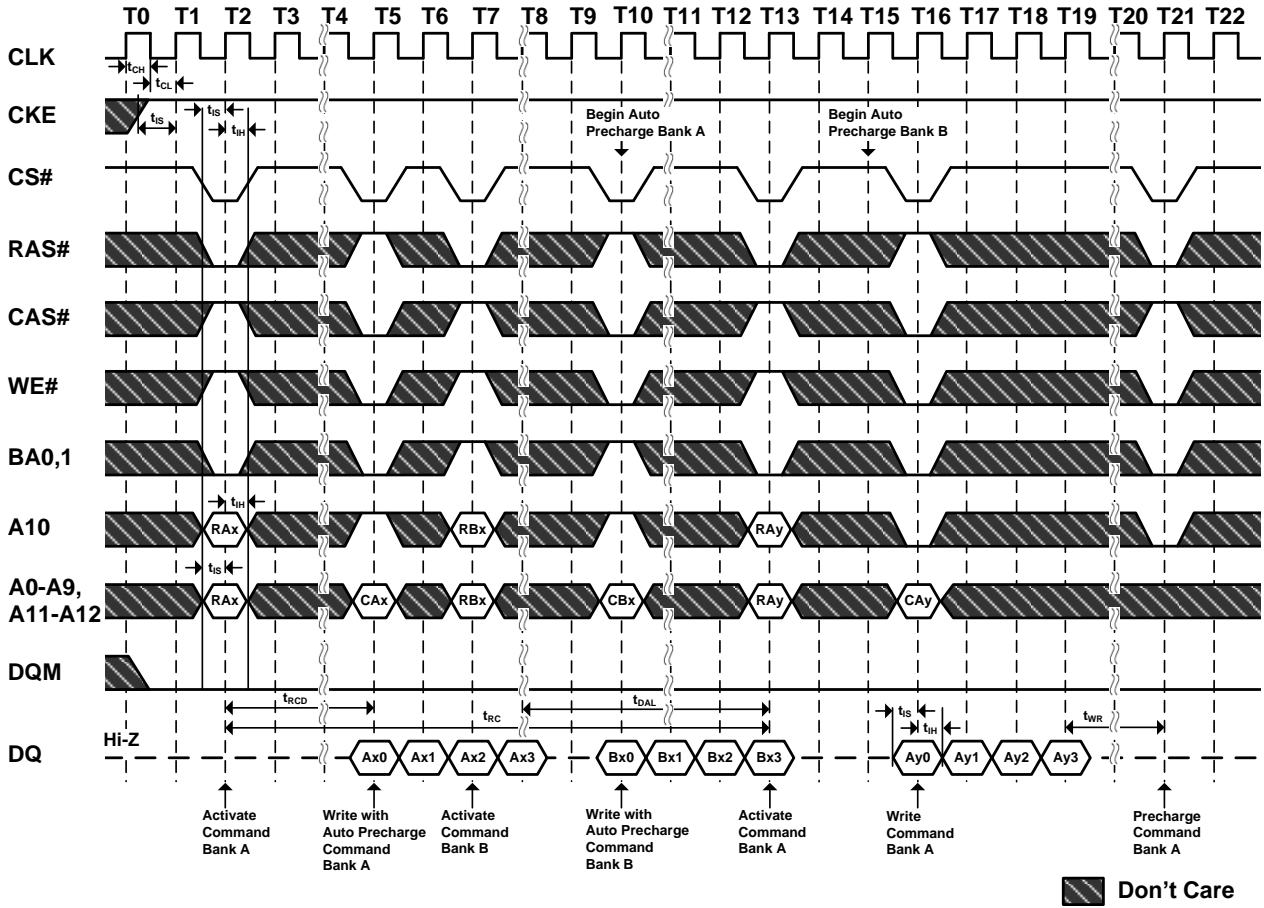 T0 T1 T2 T3 T4 T5 T6 T7 T8 T9 T10 T11 T12 T13 T14 T15 T16 T17 T18 T19 T20 T21 T22
CLK
tCH
tCL
CKE
tIS
tIS
tIH
Begin Auto
Precharge Bank A
Begin Auto
Precharge Bank B
CS#
RAS#
CAS#
WE#
BA0,1
tIH
A10
RAx RBx RAy
tIS
A0-A9,
A11-A12
RAx CAx RBx CBx RAy CAy
DQM
tRCD
tDAL
tRC
tIS
tIH
tWR
Hi-Z
DQ
Ax0 Ax1 Ax2 Ax3 Bx0 Bx1 Bx2 Bx3 Ay0 Ay1 Ay2 Ay3
Activate
Command
Bank A
Write with
Auto Precharge
Command
Bank A
Activate
Command
Bank B
Write with
Auto Precharge
Command
Bank B
Activate
Command
Bank A
Write
Command
Bank A
Precharge
Command
Bank A
Don't Care